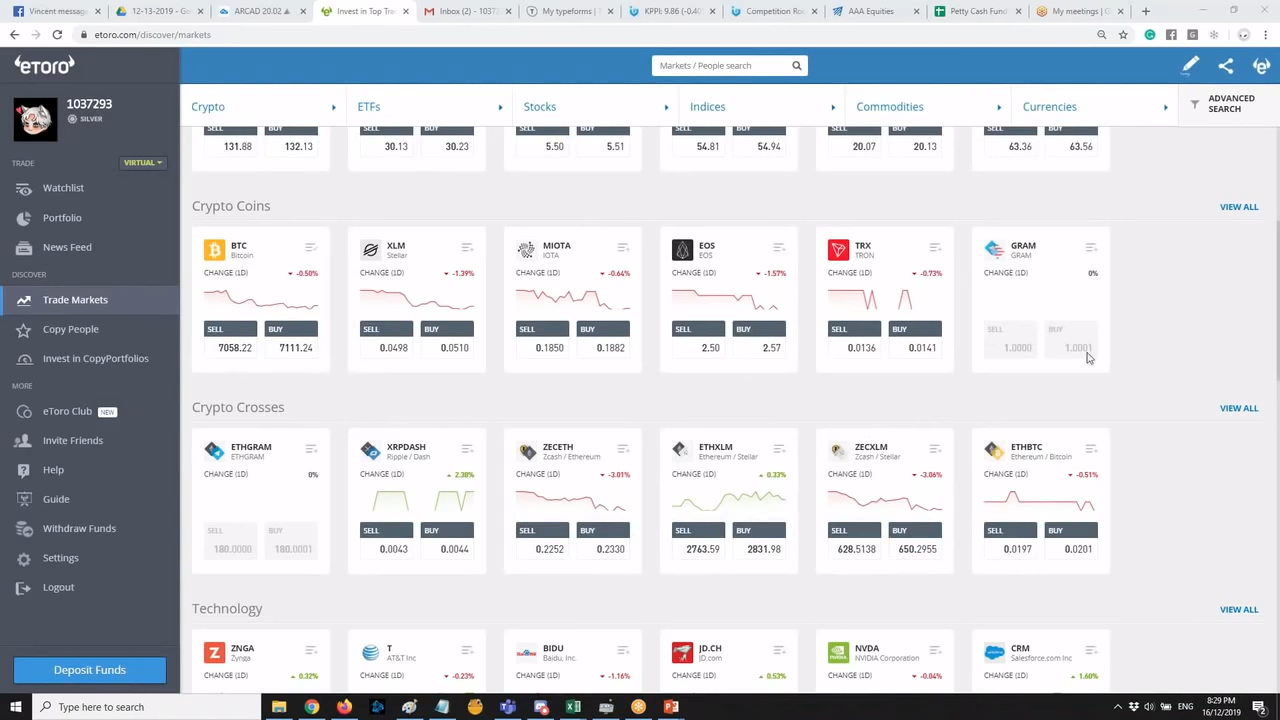 Vincent messag
12-13-2019 - Go
ARCAD 20.02
Invest in Top Tra
Inbox (2) - 1037
My typeforms |
KPPI: 9.86 (-0.40
Competition Ro
AAA Equities
Petty Cash Fund
My meetings |
etoro.com/discover/markets
eToro
Markets / People search
1037293
SILVER
Crypto
ETFs
Stocks
Indices
Commodities
Currencies
ADVANCED SEARCH
TRADE
VIRTUAL
Watchlist
Portfolio
News Feed
DISCOVER
Trade Markets
Copy People
Invest in CopyPortfolios
MORE
eToro Club NEW
Invite Friends
Help
Guide
Withdraw Funds
Settings
Logout
Deposit Funds
SELL BUY SELL BUY SELL BUY SELL BUY SELL BUY SELL BUY
131.88 132.13 30.13 30.23 5.50 5.51 54.81 54.94 20.07 20.13 63.36 63.56
Crypto Coins VIEW ALL
BTC XLM MIOTA EOS TRX GRAM
Bitcoin Stellar IOTA EOS TRON GRAM
CHANGE (1D) -0.50% CHANGE (1D) -1.39% CHANGE (1D) -0.64% CHANGE (1D) -1.57% CHANGE (1D) -0.73% CHANGE (1D) 0%
SELL BUY SELL BUY SELL BUY SELL BUY SELL BUY SELL BUY
7058.22 7111.24 0.0498 0.0510 0.1850 0.1882 2.50 2.57 0.0136 0.0141 1.0000 1.0001
Crypto Crosses VIEW ALL
ETHGRAM XRPDASH ZECETH ETHXLM ZECXLM ETHBTC
ETHGRAM Ripple / Dash Zcash / Ethereum Ethereum / Stellar Zcash / Stellar Ethereum / Bitcoin
CHANGE (1D) 0% CHANGE (1D) 2.38% CHANGE (1D) -3.01% CHANGE (1D) 0.33% CHANGE (1D) -3.06% CHANGE (1D) -0.51%
SELL BUY SELL BUY SELL BUY SELL BUY SELL BUY SELL BUY
180.0000 180.0001 0.0043 0.0044 0.2252 0.2330 2763.59 2831.98 628.5138 650.2955 0.0197 0.0201
Technology VIEW ALL
ZNGA T BIDU JD.CH NVDA CRM
Zynga AT&T Inc Baidu, Inc. JD.com NVIDIA Corporation Salesforce.com Inc
CHANGE (1D) 0.32% CHANGE (1D) -0.23% CHANGE (1D) -1.16% CHANGE (1D) 0.53% CHANGE (1D) -0.04% CHANGE (1D) 1.60%
Type here to search
ENG
8:29 PM
16/12/2019